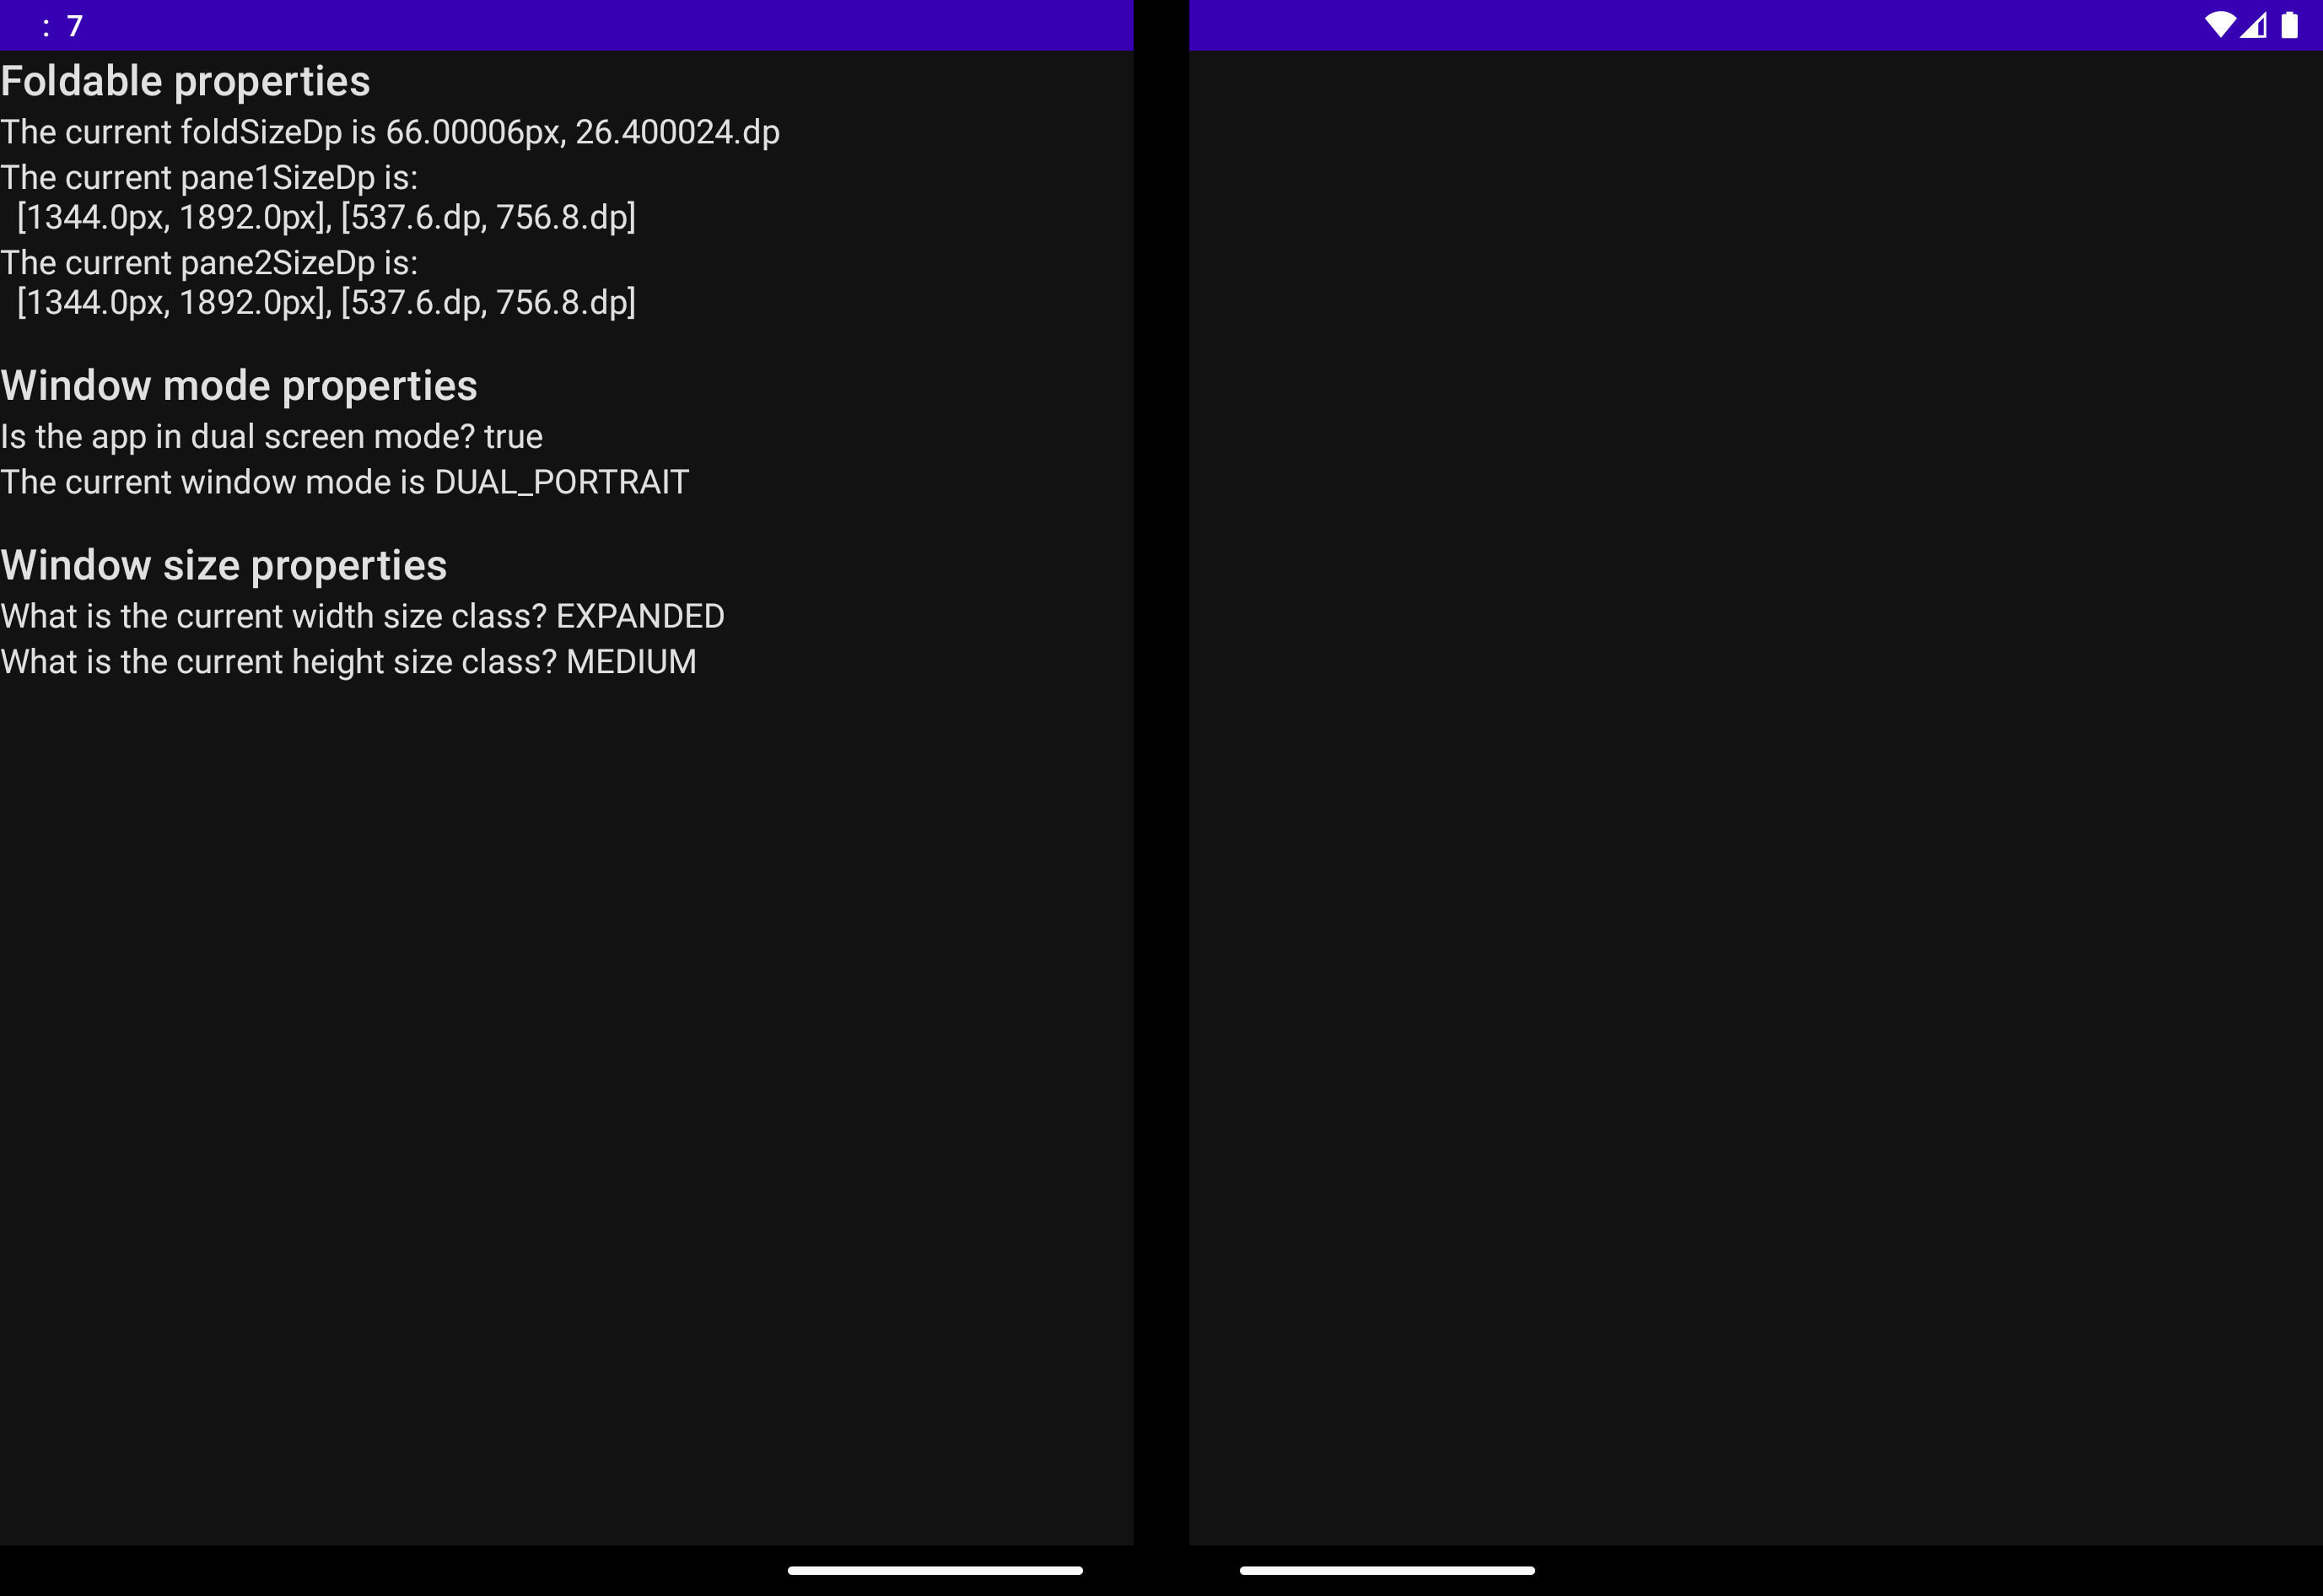 : 7
Foldable properties
The current foldSizeDp is 66.00006px, 26.400024.dp
The current pane1SizeDp is:
[1344.0px, 1892.0px], [537.6.dp, 756.8.dp]
The current pane2SizeDp is:
[1344.0px, 1892.0px], [537.6.dp, 756.8.dp]
Window mode properties
Is the app in dual screen mode? true
The current window mode is DUAL_PORTRAIT
Window size properties
What is the current width size class? EXPANDED
What is the current height size class? MEDIUM